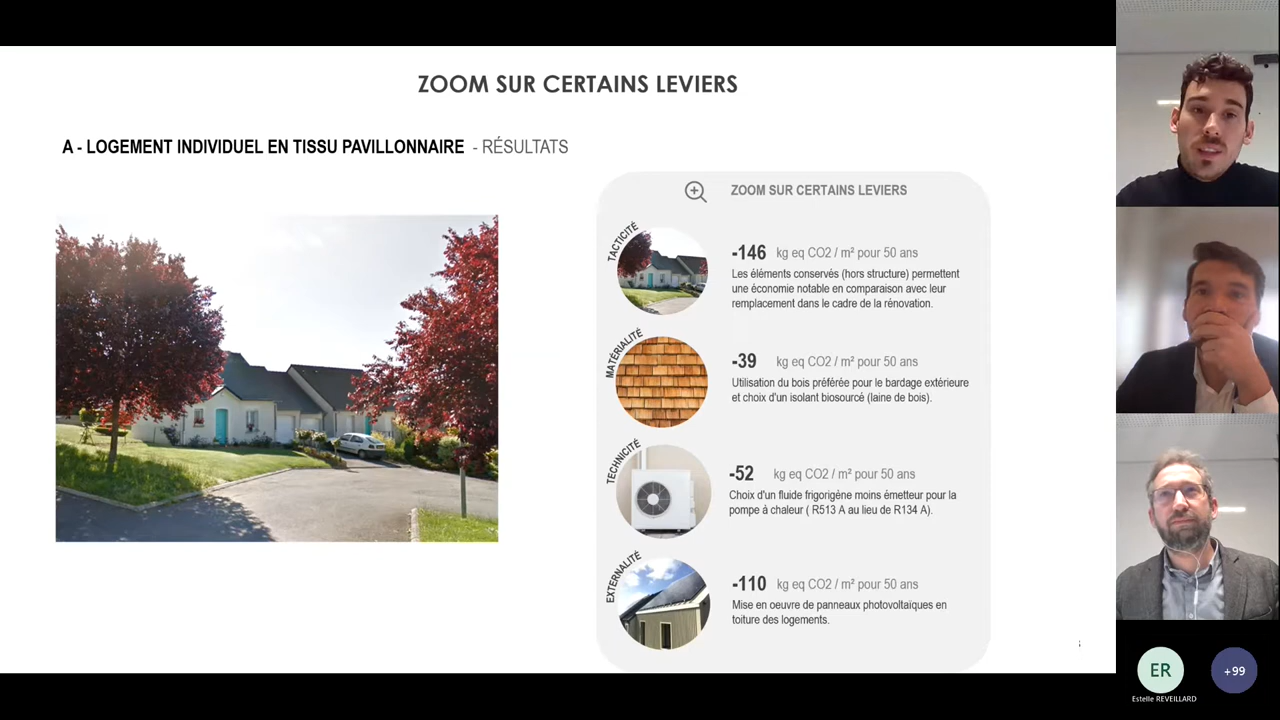 ZOOM SUR CERTAINS LEVIERS
A - LOGEMENT INDIVIDUEL EN TISSU PAVILLONNAIRE - RÉSULTATS
ZOOM SUR CERTAINS LEVIERS
TACTICITÉ
-146 kg eq CO2 / m² pour 50 ans
Les éléments conservés (hors structure) permettent
une économie notable en comparaison avec leur
remplacement dans le cadre de la rénovation.
MATÉRIALITÉ
-39 kg eq CO2 / m² pour 50 ans
Utilisation du bois préférée pour le bardage extérieure
et choix d'un isolant biosourcé (laine de bois).
TECHNICITÉ
-52 kg eq CO2 / m² pour 50 ans
Choix d'un fluide frigorigène moins émetteur pour la
pompe à chaleur ( R513 A au lieu de R134 A).
EXTERNALITÉ
-110 kg eq CO2 / m² pour 50 ans
Mise en oeuvre de panneaux photovoltaïques en
toiture des logements.
ER
+99
Estelle REVEILLARD